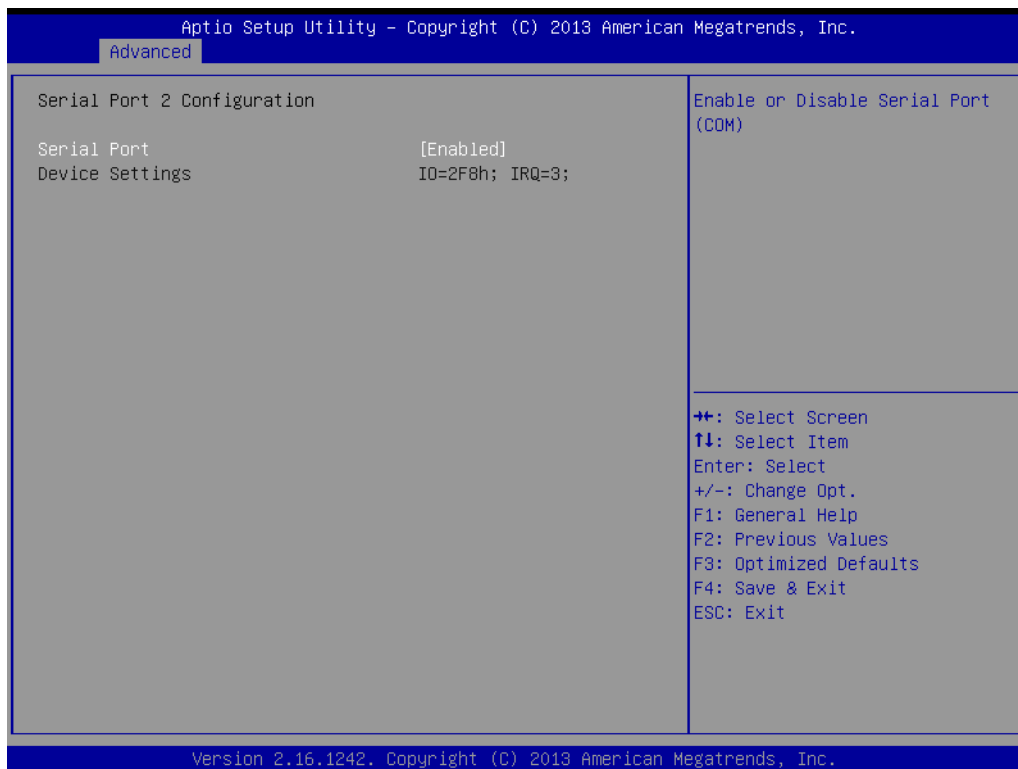 Aptio Setup Utility – Copyright (C) 2013 American Megatrends, Inc.
Advanced
Serial Port 2 Configuration
Serial Port [Enabled]
Device Settings IO=2F8h; IRQ=3;
Enable or Disable Serial Port
(COM)
→←: Select Screen
↑↓: Select Item
Enter: Select
+/-: Change Opt.
F1: General Help
F2: Previous Values
F3: Optimized Defaults
F4: Save & Exit
ESC: Exit
Version 2.16.1242. Copyright (C) 2013 American Megatrends, Inc.